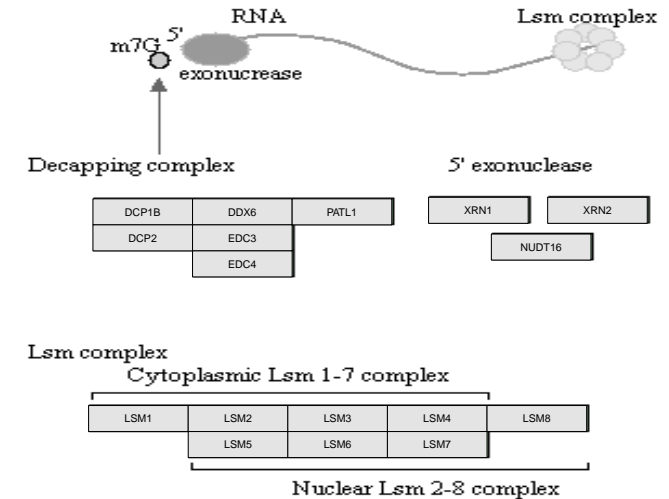 RNA
Lsm complex
5'
m7G
exonucrease
Decapping complex
5' exonuclease
DCP1B DDX6 PATL1
XRN1 XRN2
DCP2 EDC3
NUDT16
EDC4
Lsm complex
Cytoplasmic Lsm 1-7 complex
LSM1 LSM2 LSM3 LSM4 LSM8
LSM5 LSM6 LSM7
Nuclear Lsm 2-8 complex